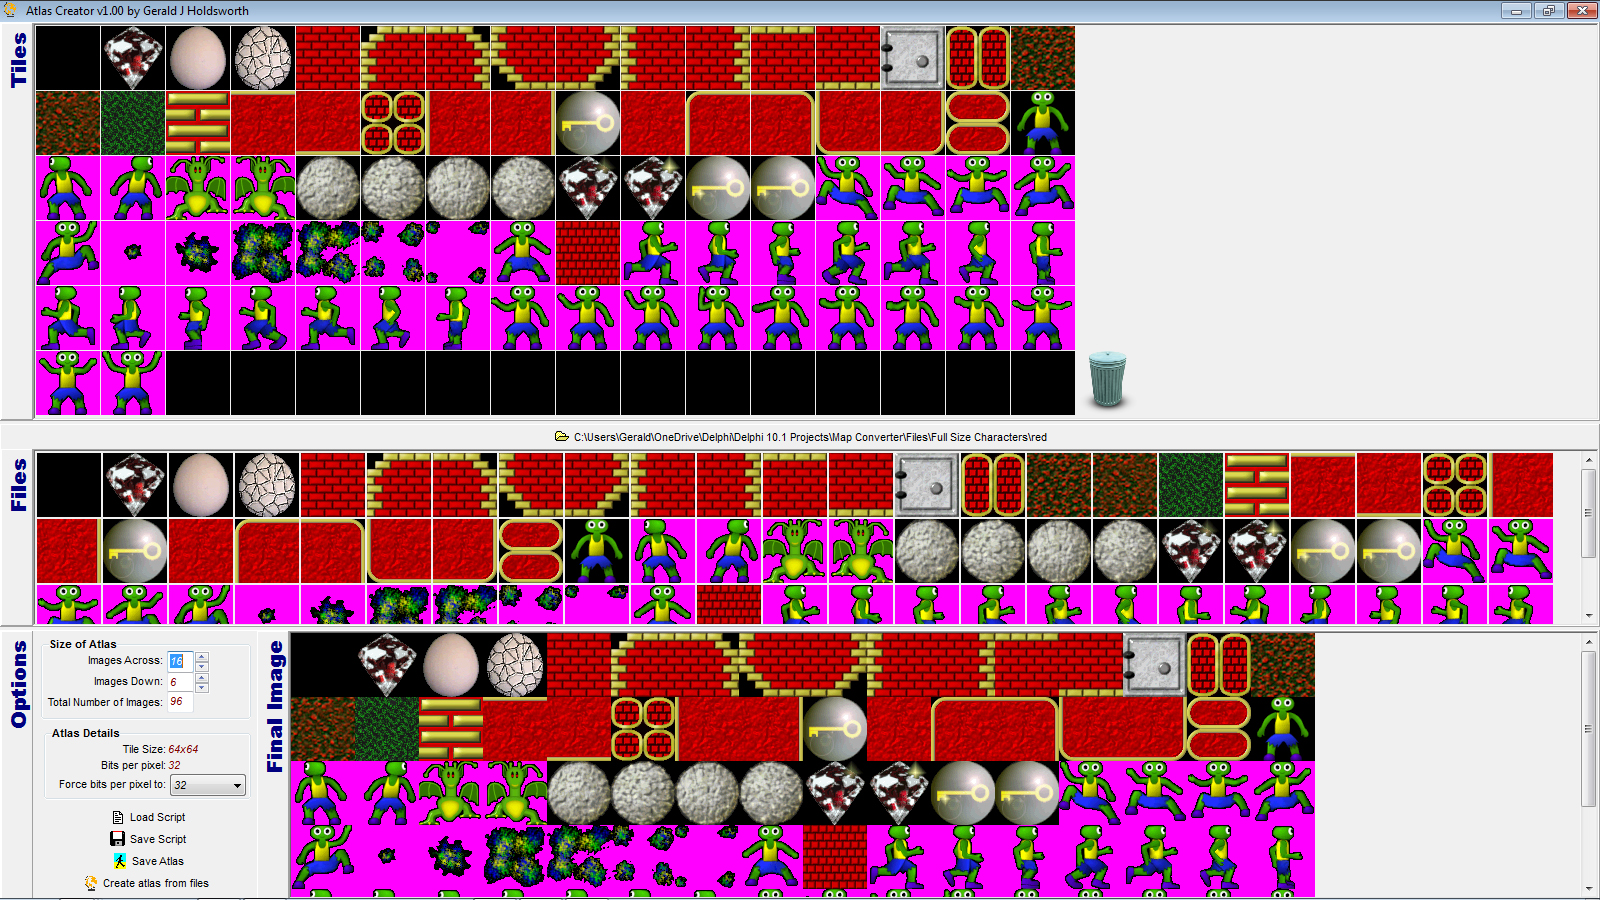 Atlas Creator v1.00 by Gerald J Holdsworth
Tiles
C:\Users\Gerald\OneDrive\Delphi\Delphi 10.1 Projects\Map Converter\Files\Full Size Characters\red
Files
Options
Size of Atlas
Images Across: 16
Images Down: 6
Total Number of Images: 96
Atlas Details
Tile Size: 64x64
Bits per pixel: 32
Force bits per pixel to: 32
Load Script
Save Script
Save Atlas
Create atlas from files
Final Image